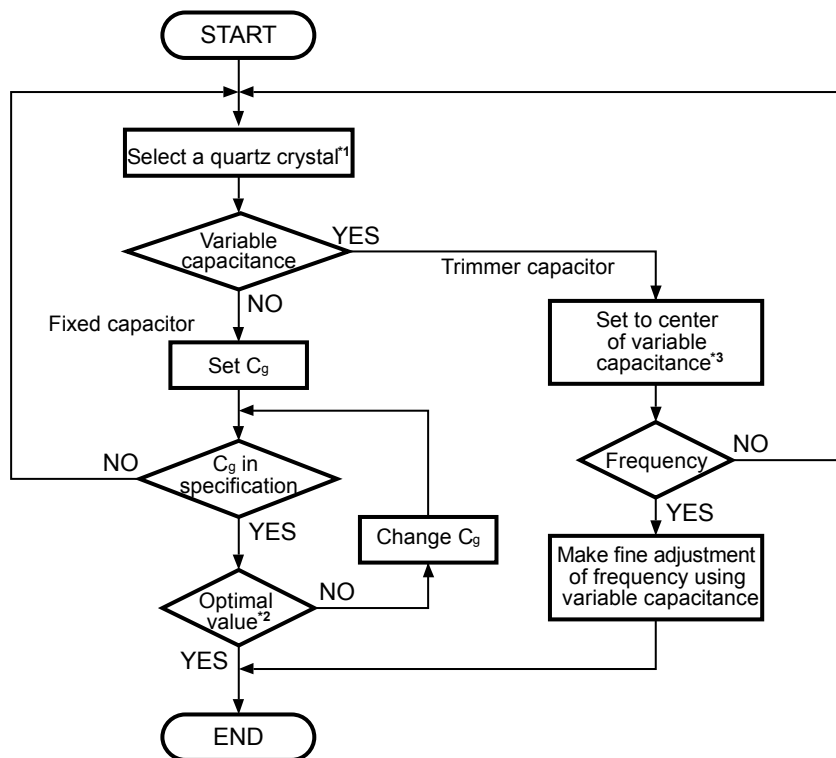 START
Select a quartz crystal*1
Variable
capacitance
YES
Trimmer capacitor
NO
Fixed capacitor
Set Cg
Set to center
of variable
capacitance*3
Cg in
specification
NO
YES
Frequency
NO
YES
Change Cg
Make fine adjustment
of frequency using
variable capacitance
Optimal
value*2
NO
YES
END